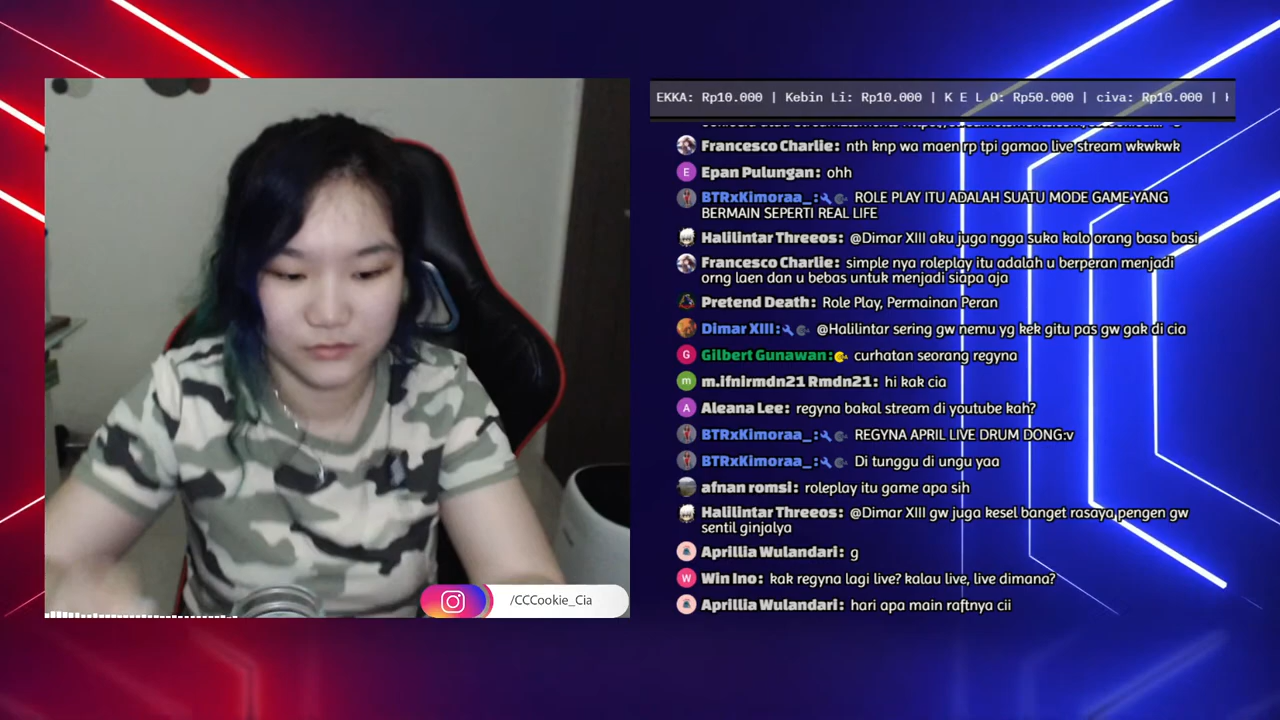 EKKA: Rp10.000 | Kebin Li: Rp10.000 | K E L O: Rp50.000 | civa: Rp10.000 |
Francesco Charlie: nth knp wa maen rp tpi gamao live stream wkwkwk
E Epan Pulungan: ohh
BTRxKimoraa_: ROLE PLAY ITU ADALAH SUATU MODE GAME YANG
BERMAIN SEPERTI REAL LIFE
Halilintar Threeos: @Dimar XIII aku juga ngga suka kalo orang basa basi
Francesco Charlie: simple nya roleplay itu adalah u berperan menjadi
orng laen dan u bebas untuk menjadi siapa aja
Pretend Death: Role Play, Permainan Peran
Dimar XIII: @Halilintar sering gw nemu yg kek gitu pas gw gak di cia
G Gilbert Gunawan: curhatan seorang regyna
m m.ifnirmdn21 Rmdn21: hi kak cia
A Aleana Lee: regyna bakal stream di youtube kah?
BTRxKimoraa_: REGYNA APRIL LIVE DRUM DONG:v
BTRxKimoraa_: Di tunggu di ungu yaa
afnan romsi: roleplay itu game apa sih
Halilintar Threeos: @Dimar XIII gw juga kesel banget rasaya pengen gw
sentil ginjalya
Aprillia Wulandari: g
W Win Ino: kak regyna lagi live? kalau live, live dimana?
Aprillia Wulandari: hari apa main raftnya cii
/CCCookie_Cia